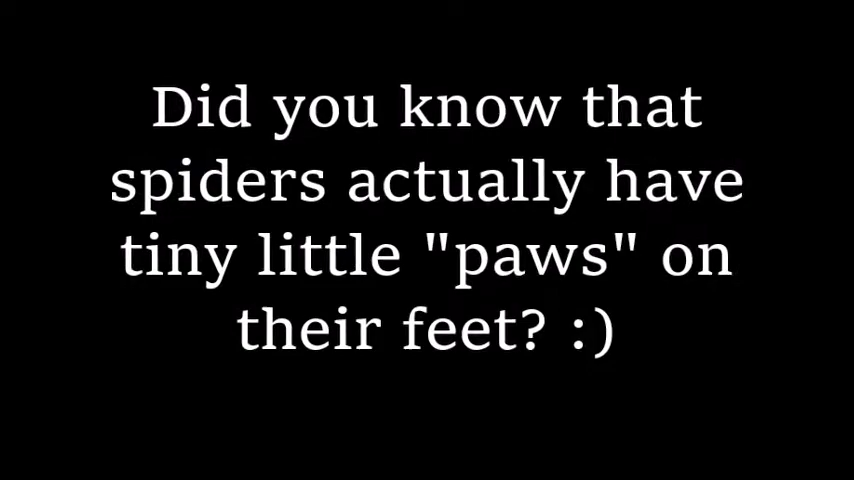 Did you know that
spiders actually have
tiny little "paws" on
their feet? :)